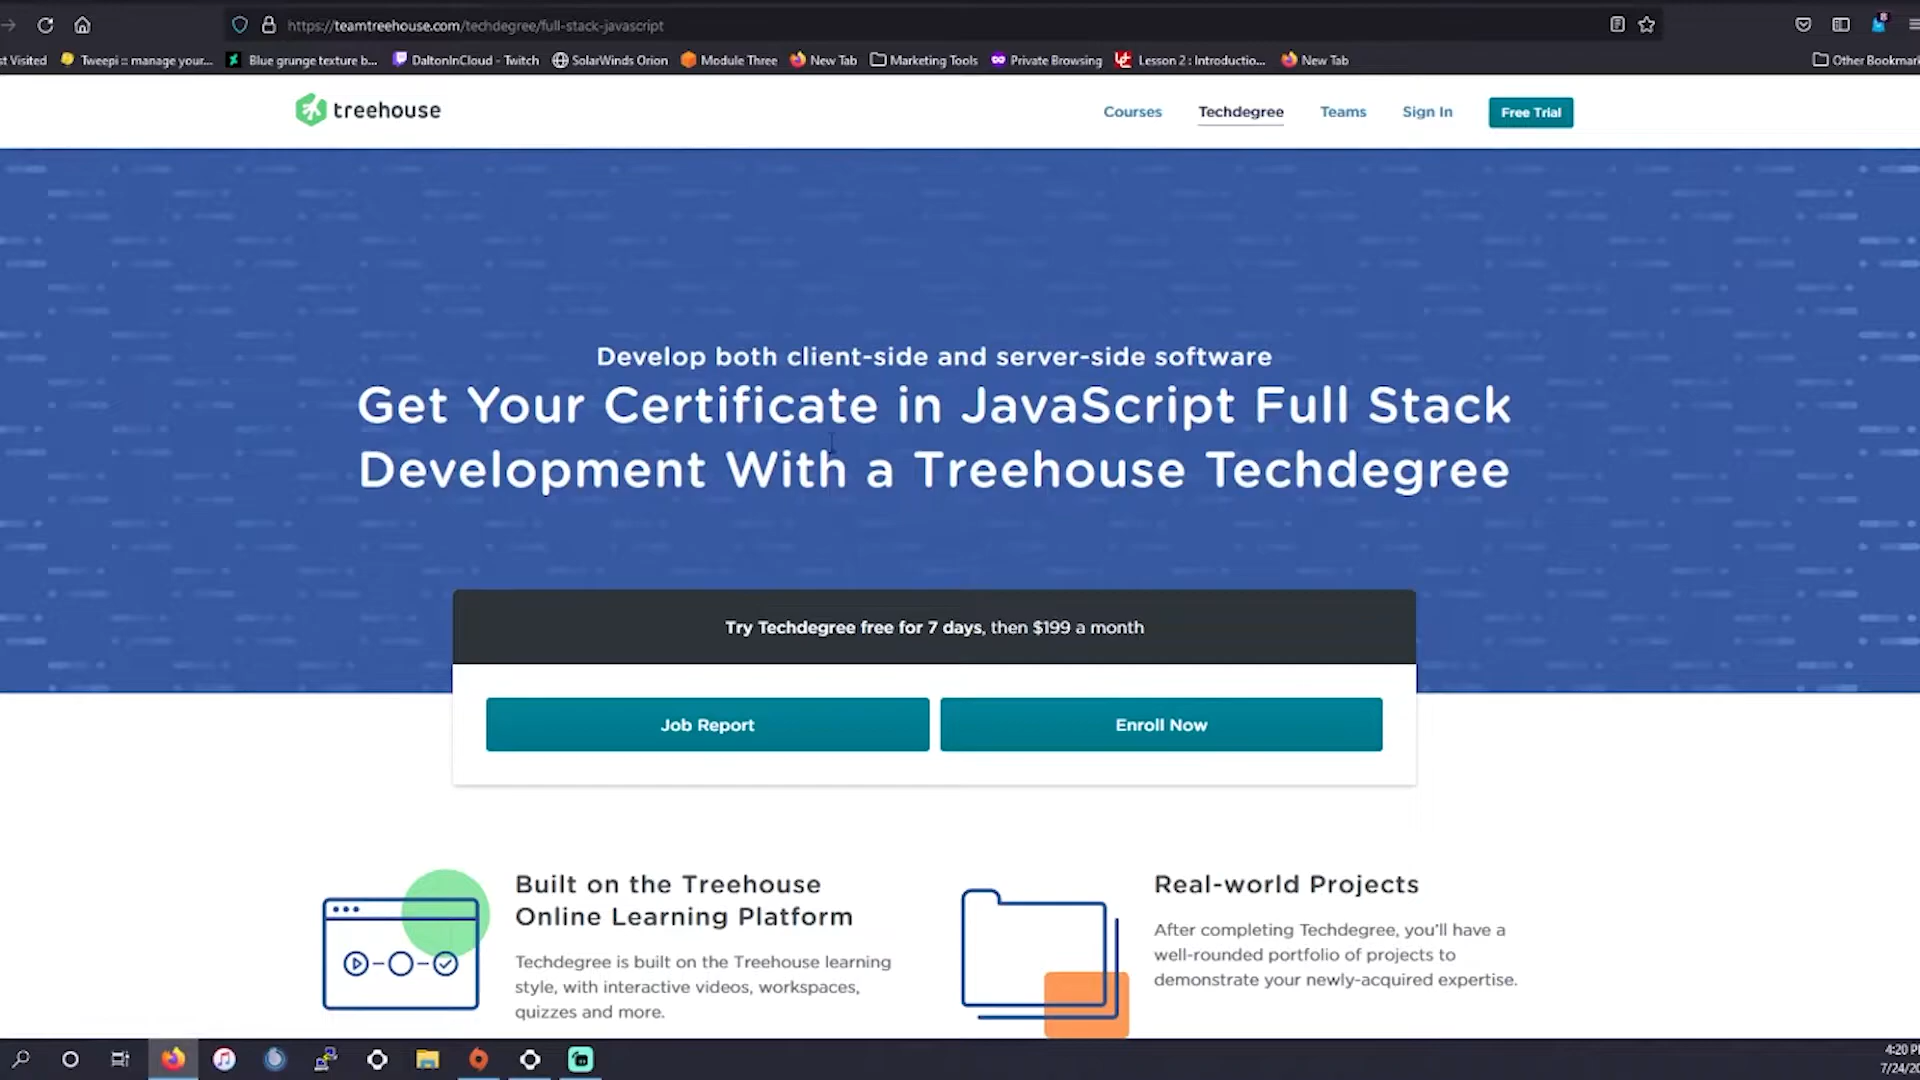 https://teamtreehouse.com/techdegree/full-stack-javascript
st Visited Tweepi :: manage your... Blue grunge texture b... DaltonInCloud - Twitch SolarWinds Orion Module Three New Tab Marketing Tools Private Browsing Lesson 2 : Introductio... New Tab Other Bookmar
treehouse Courses Techdegree Teams Sign In Free Trial
Develop both client-side and server-side software
Get Your Certificate in JavaScript Full Stack
Development With a Treehouse Techdegree
Try Techdegree free for 7 days, then $199 a month
Job Report Enroll Now
Built on the Treehouse
Online Learning Platform
Techdegree is built on the Treehouse learning
style, with interactive videos, workspaces,
quizzes and more.
Real-world Projects
After completing Techdegree, you'll have a
well-rounded portfolio of projects to
demonstrate your newly-acquired expertise.
4:20 P
7/24/20